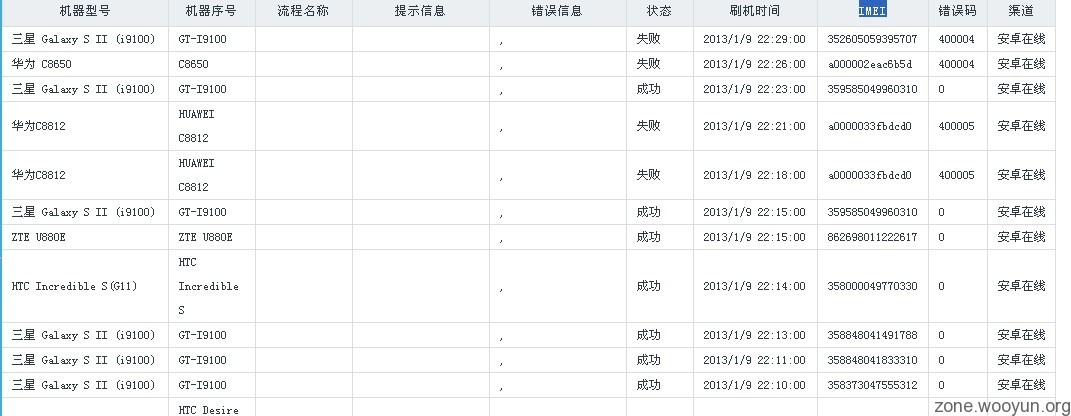 机器型号 机器序号 流程名称 提示信息 错误信息 状态 刷机时间 IMEI 错误码 渠道
三星 Galaxy S II (i9100) GT-I9100 , 失败 2013/1/9 22:29:00 352605059395707 400004 安卓在线
华为 C8650 C8650 , 失败 2013/1/9 22:26:00 a000002eac6b5d 400004 安卓在线
三星 Galaxy S II (i9100) GT-I9100 , 成功 2013/1/9 22:23:00 359585049960310 0 安卓在线
HUAWEI
华为C8812 , 失败 2013/1/9 22:21:00 a0000033fbdcd0 400005 安卓在线
C8812
HUAWEI
华为C8812 , 失败 2013/1/9 22:18:00 a0000033fbdcd0 400005 安卓在线
C8812
三星 Galaxy S II (i9100) GT-I9100 , 成功 2013/1/9 22:15:00 359585049960310 0 安卓在线
ZTE U880E ZTE U880E , 成功 2013/1/9 22:15:00 862698011222617 0 安卓在线
HTC
HTC Incredible S(G11) Incredible , 成功 2013/1/9 22:14:00 358000049770330 0 安卓在线
S
三星 Galaxy S II (i9100) GT-I9100 , 成功 2013/1/9 22:13:00 358848041491788 0 安卓在线
三星 Galaxy S II (i9100) GT-I9100 , 成功 2013/1/9 22:11:00 358848041833310 0 安卓在线
三星 Galaxy S II (i9100) GT-I9100 , 成功 2013/1/9 22:10:00 358373047555312 0 安卓在线
HTC Desire
zone.wooyun.org